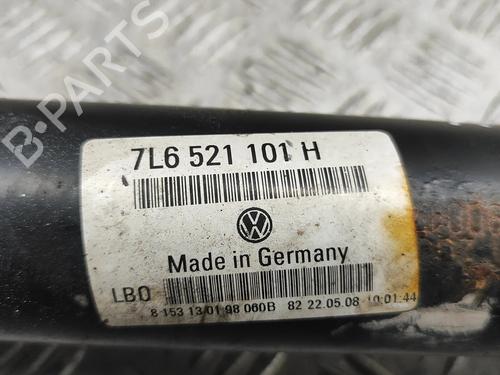 B-PARTS
7L6 521 101 H
Made in Germany
LBO
8 153 13 01 98 060B 82 22.05.08 10:01:44